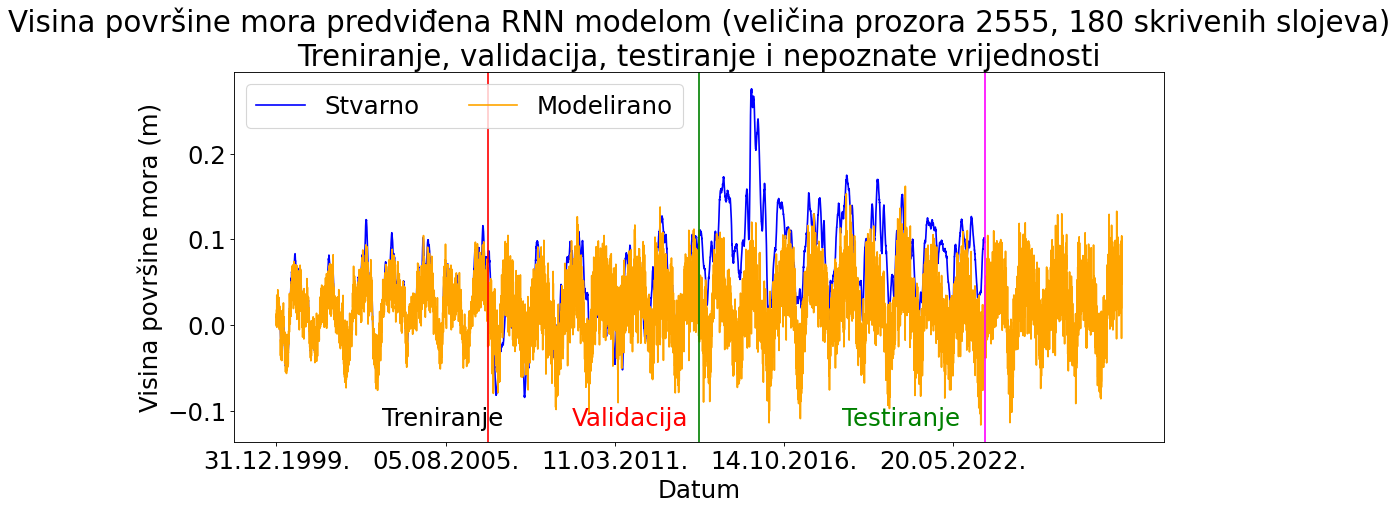 Visina površine mora predviđena RNN modelom (veličina prozora 2555, 180 skrivenih slojeva)
Treniranje, validacija, testiranje i nepoznate vrijednosti
Stvarno Modelirano
Visina površine mora (m)
0.2
0.1
0.0
−0.1
Treniranje Validacija Testiranje
31.12.1999. 05.08.2005. 11.03.2011. 14.10.2016. 20.05.2022.
Datum